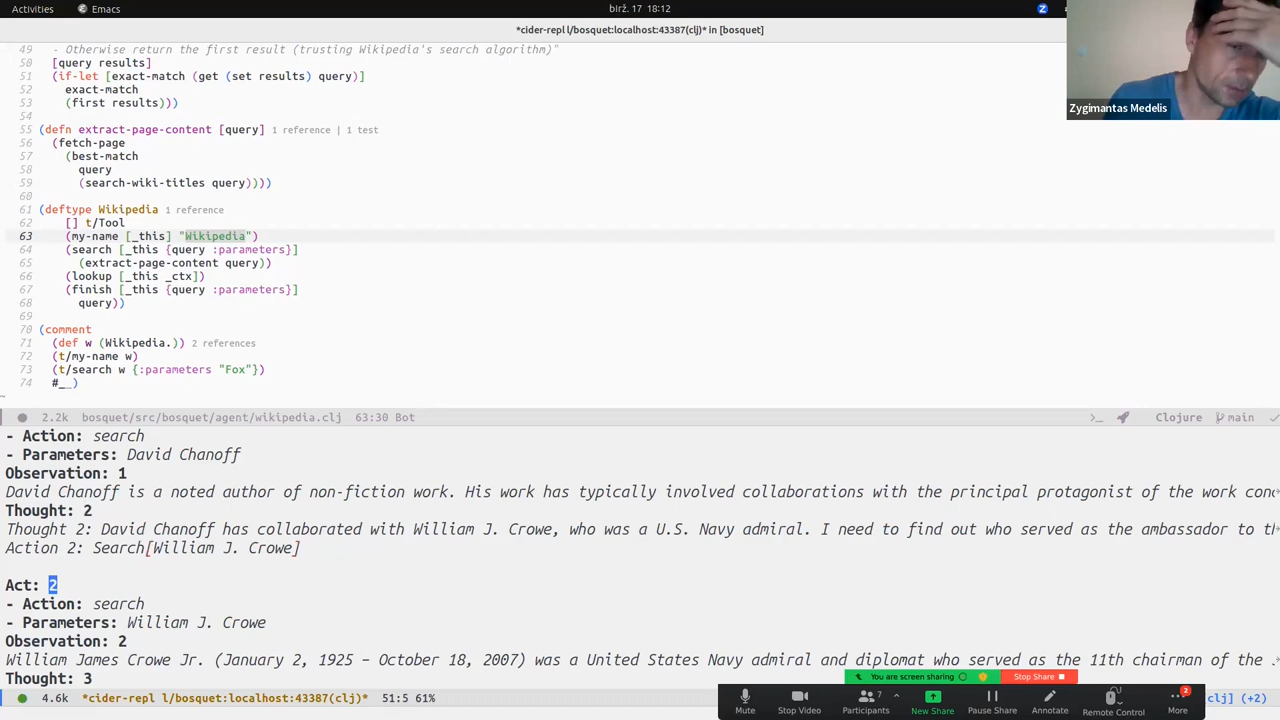 Activities Emacs birž. 17 18:12
*cider-repl l/bosquet:localhost:43387(clj)* in [bosquet]
49 - Otherwise return the first result (trusting Wikipedia's search algorithm)"
50 [query results]
51 (if-let [exact-match (get (set results) query)]
52 exact-match
53 (first results)))
54
55 (defn extract-page-content [query] 1 reference | 1 test
56 (fetch-page
57 (best-match
58 query
59 (search-wiki-titles query))))
60
61 (deftype Wikipedia 1 reference
62 [] t/Tool
63 (my-name [_this] "Wikipedia")
64 (search [_this {query :parameters}]
65 (extract-page-content query))
66 (lookup [_this _ctx])
67 (finish [_this {query :parameters}]
68 query))
69
70 (comment
71 (def w (Wikipedia.)) 2 references
72 (t/my-name w)
73 (t/search w {:parameters "Fox"})
74 #__)
~
2.2k bosquet/src/bosquet/agent/wikipedia.clj 63:30 Bot >_ Clojure main
- Action: search
- Parameters: David Chanoff
Observation: 1
David Chanoff is a noted author of non-fiction work. His work has typically involved collaborations with the principal protagonist of the work conc
Thought: 2
Thought 2: David Chanoff has collaborated with William J. Crowe, who was a U.S. Navy admiral. I need to find out who served as the ambassador to th
Action 2: Search[William J. Crowe]
Act: 2
- Action: search
- Parameters: William J. Crowe
Observation: 2
William James Crowe Jr. (January 2, 1925 – October 18, 2007) was a United States Navy admiral and diplomat who served as the 11th chairman of the
Thought: 3
4.6k *cider-repl l/bosquet:localhost:43387(clj)* 51:5 61% clj] (+2)
Zygimantas Medelis
You are screen sharing Stop Share
Mute Stop Video Participants 7 New Share Pause Share Annotate Remote Control More 2